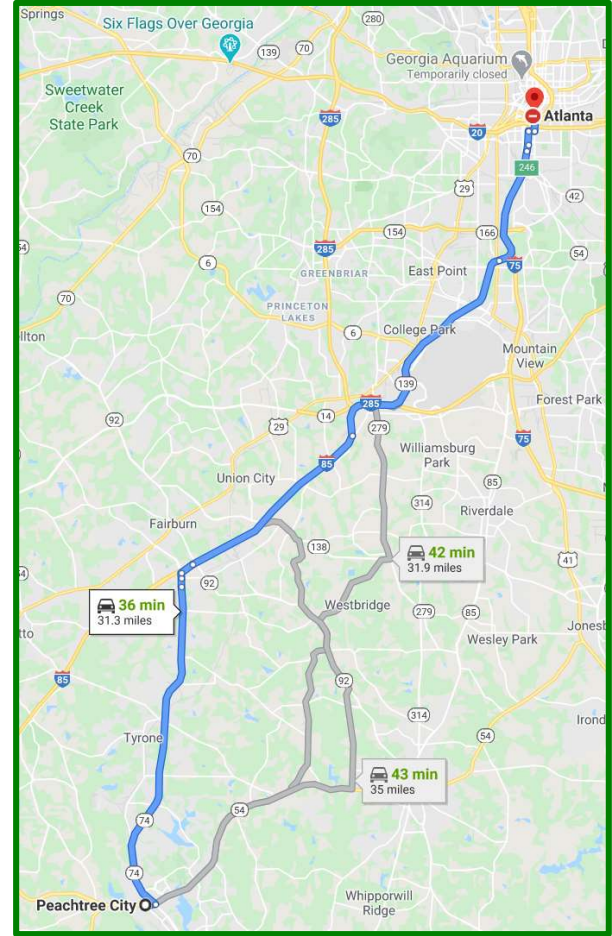 Springs
Six Flags Over Georgia
280
139
70
Georgia Aquarium
Temporarily closed
Sweetwater
Creek
State Park
285
20
Atlanta
70
246
29
154
42
154
166
54
285
6
GREENBRIAR
East Point
75
70
PRINCETON
LAKES
6
College Park
llton
Mountain
View
139
92
285
Forest Park
14
29
279
75
85
Williamsburg
Park
Union City
85
314
Riverdale
Fairburn
138
42 min
31.9 miles
41
92
36 min
31.3 miles
Westbridge
279
85
Jonesb
tto
Wesley Park
85
92
314
Irond
Tyrone
54
43 min
35 miles
54
74
74
Peachtree City
Whipporwill
Ridge